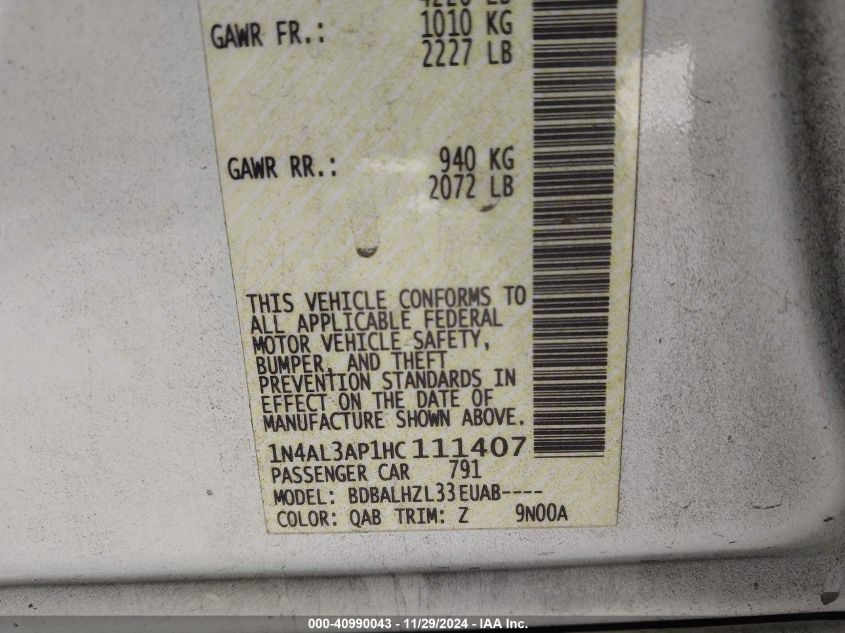 GAWR FR.: 1010 KG
2227 LB
GAWR RR.: 940 KG
2072 LB
THIS VEHICLE CONFORMS TO
ALL APPLICABLE FEDERAL
MOTOR VEHICLE SAFETY,
BUMPER, AND THEFT
PREVENTION STANDARDS IN
EFFECT ON THE DATE OF
MANUFACTURE SHOWN ABOVE.
1N4AL3AP1HC111407
PASSENGER CAR 791
MODEL: BDBALHZL33EUAB----
COLOR: QAB TRIM: Z 9N00A
000-40990043 - 11/29/2024 - IAA Inc.